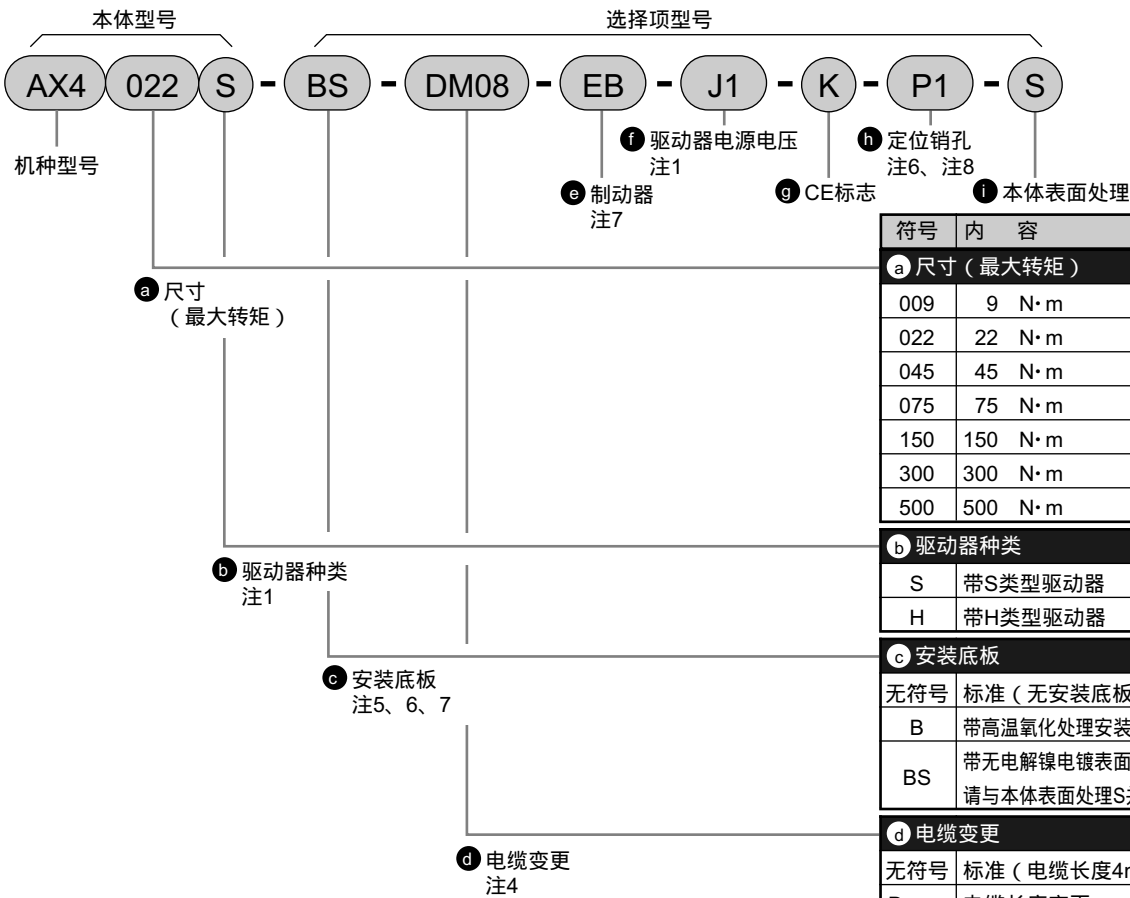 本体型号
选择项型号
AX4 022 S - BS - DM08 - EB - J1 - K - P1 - S
机种型号
f 驱动器电源电压
注1
h 定位销孔
注6、注8
e 制动器
注7
g CE标志
i 本体表面处理
a 尺寸
（最大转矩）
b 驱动器种类
注1
c 安装底板
注5、6、7
d 电缆变更
注4
符号 内 容
a 尺寸（最大转矩）
009 9 N·m
022 22 N·m
045 45 N·m
075 75 N·m
150 150 N·m
300 300 N·m
500 500 N·m
b 驱动器种类
S 带S类型驱动器
H 带H类型驱动器
c 安装底板
无符号 标准（无安装底板
B 带高温氧化处理安装
BS 带无电解镍电镀表面
请与本体表面处理S
d 电缆变更
无符号 标准（电缆长度4